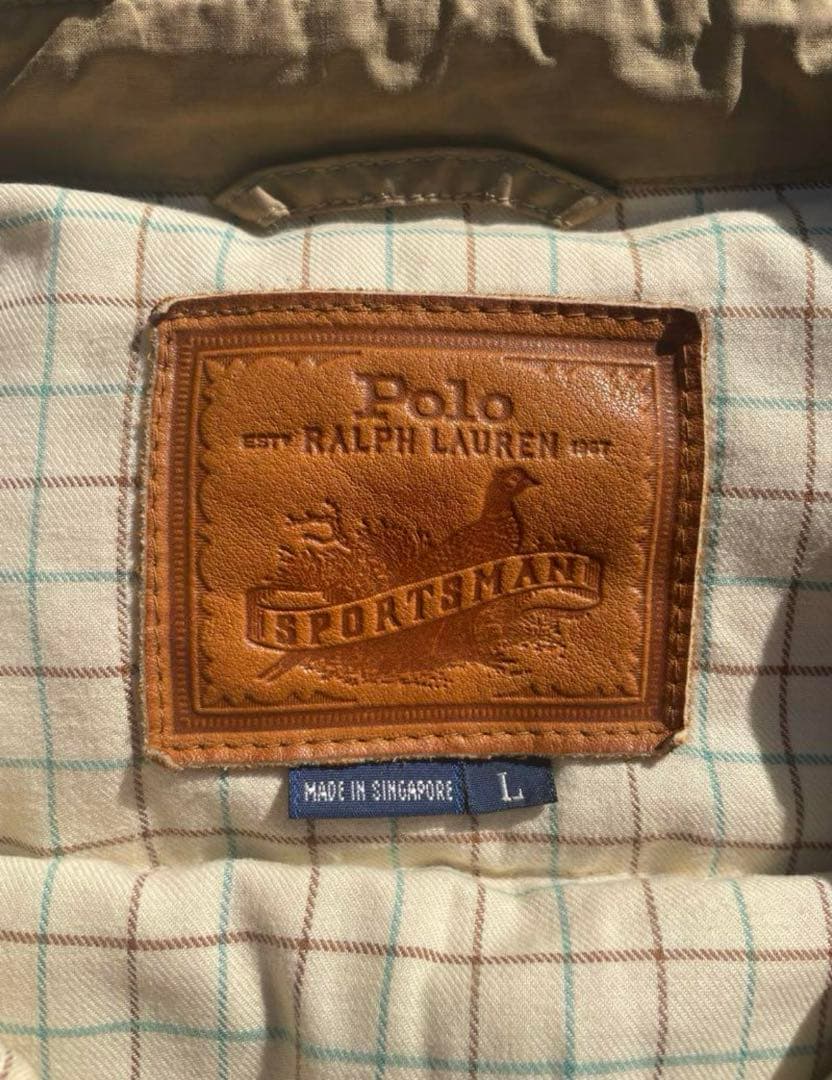 Polo
ESTD RALPH LAUREN 1967
SPORTSMAN
MADE IN SINGAPORE L